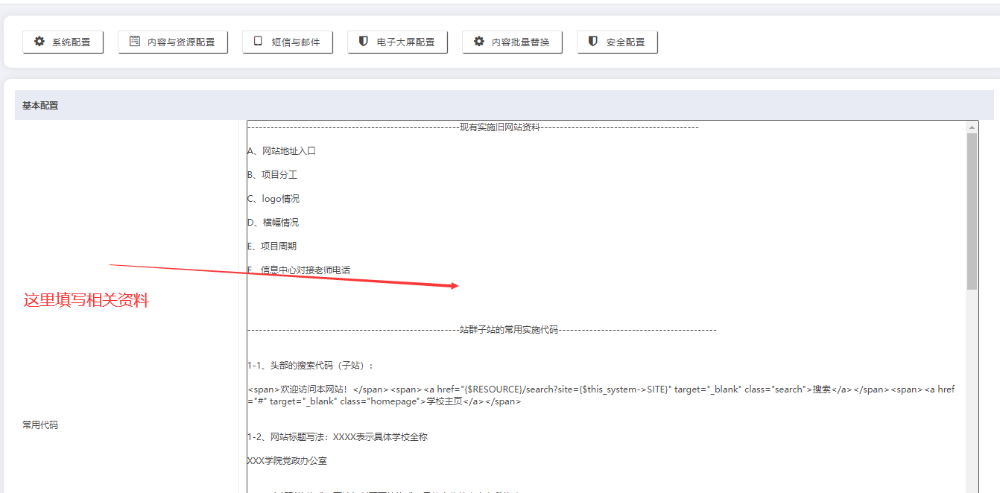 系统配置 内容与资源配置 短信与邮件 电子大屏配置 内容批量替换 安全配置
基本配置
-----------------------------------------------------------------------现有实施旧网站资料-----------------------------------------------------
A、网站地址入口
B、项目分工
C、logo情况
D、横幅情况
E、项目周期
F、信息中心对接老师电话
这里填写相关资料
-----------------------------------------------------------------------站群子站的常用实施代码-----------------------------------------------------
1-1、头部的搜索代码（子站）：
<span>欢迎访问本网站！</span><span><a href="{$RESOURCE}/search?site={$this_system->SITE}" target="_blank" class="search">搜索</a></span><span><a href
="#" target="_blank" class="homepage">学校主页</a></span>
常用代码
1-2、网站标题写法：XXXX表示具体学校全称
XXX学院党政办公室